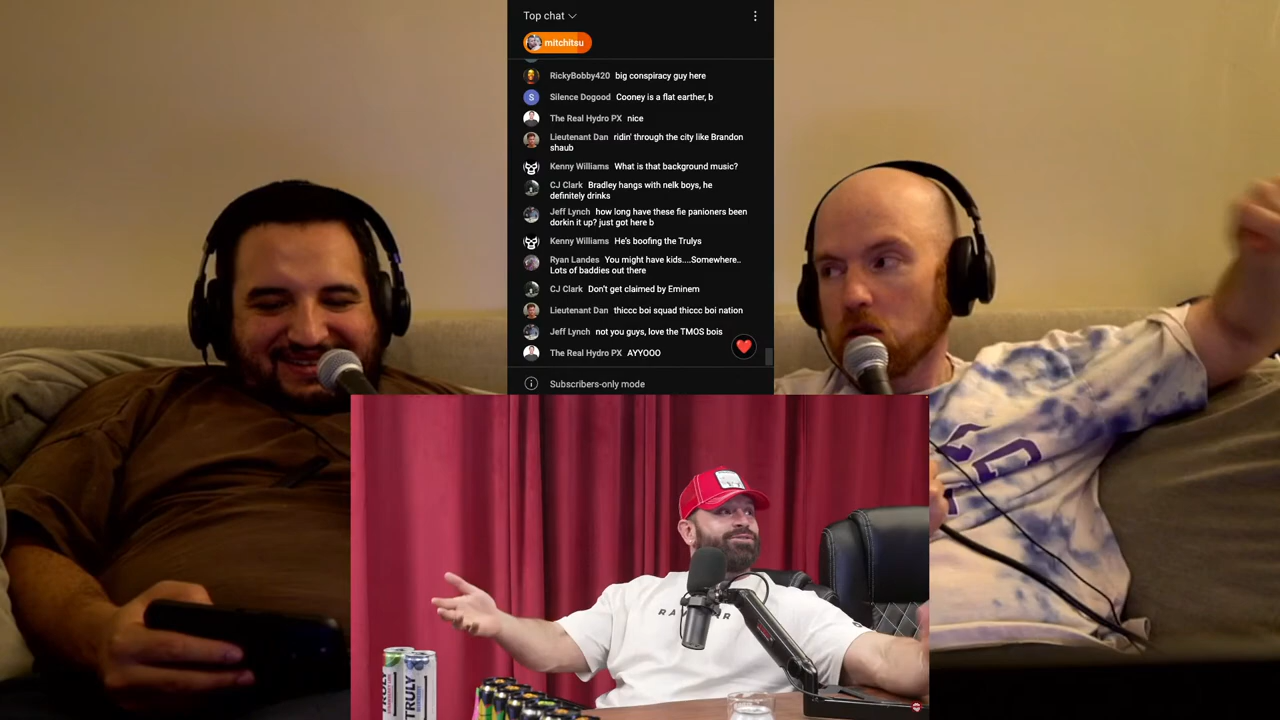 Top chat
mitchitsu
RickyBobby420 big conspiracy guy here
S Silence Dogood Cooney is a flat earther, b
The Real Hydro PX nice
Lieutenant Dan ridin' through the city like Brandon
shaub
Kenny Williams What is that background music?
CJ Clark Bradley hangs with nelk boys, he
definitely drinks
Jeff Lynch how long have these fie panioners been
dorkin it up? just got here b
Kenny Williams He's boofing the Trulys
Ryan Landes You might have kids....Somewhere..
Lots of baddies out there
CJ Clark Don't get claimed by Eminem
Lieutenant Dan thiccc boi squad thiccc boi nation
Jeff Lynch not you guys, love the TMOS bois
The Real Hydro PX AYYOOO
Subscribers-only mode
TRULY
TRULY